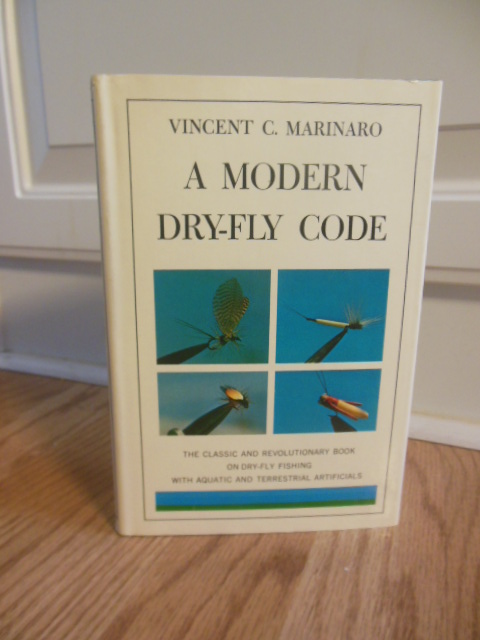 VINCENT C. MARINARO
A MODERN
DRY-FLY CODE
THE CLASSIC AND REVOLUTIONARY BOOK
ON DRY-FLY FISHING
WITH AQUATIC AND TERRESTRIAL ARTIFICIALS